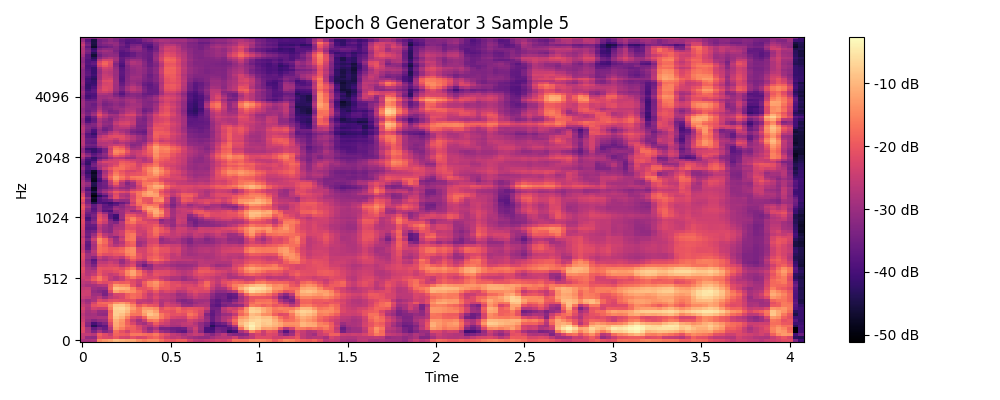 Epoch 8 Generator 3 Sample 5
Hz
4096
2048
1024
512
0
0 0.5 1 1.5 2 2.5 3 3.5 4
Time
-10 dB
-20 dB
-30 dB
-40 dB
-50 dB